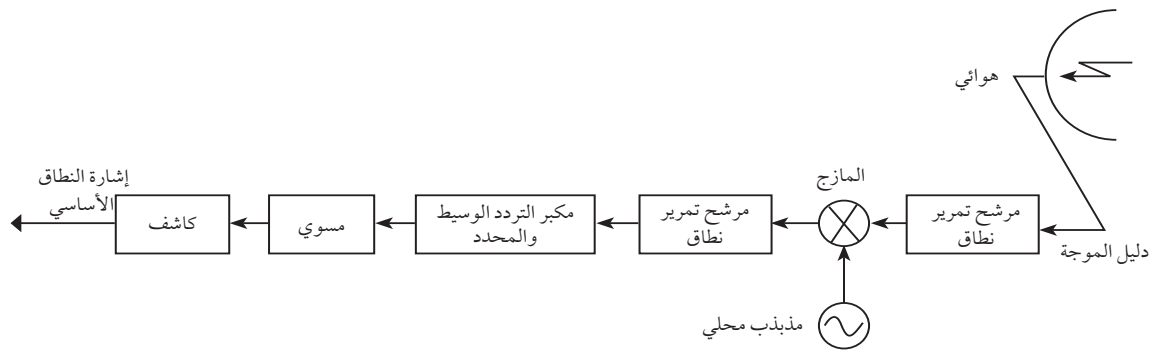 هوائي
دليل الموجة
مرشح تمرير
نطاق
المازج
مذبذب محلي
مرشح تمرير
نطاق
مكبر التردد الوسيط
والمحدد
مسوي
كاشف
إشارة النطاق
الأساسي